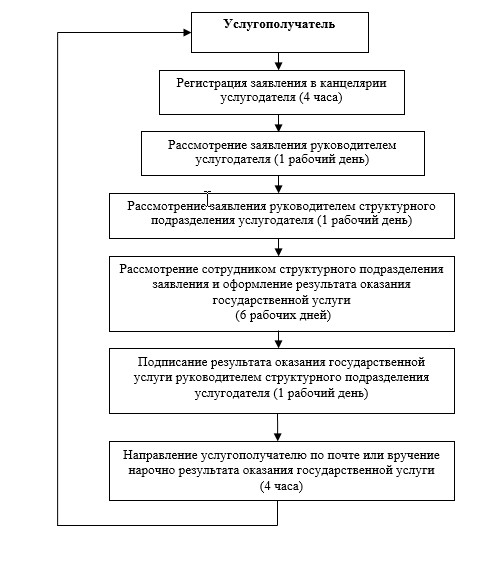 Услугополучатель
Регистрация заявления в канцелярии
услугодателя (4 часа)
Рассмотрение заявления руководителем
услугодателя (1 рабочий день)
Рассмотрение заявления руководителем структурного
подразделения услугодателя (1 рабочий день)
Рассмотрение сотрудником структурного подразделения
заявления и оформление результата оказания
государственной услуги
(6 рабочих дней)
Подписание результата оказания государственной
услуги руководителем структурного подразделения
услугодателя (1 рабочий день)
Направление услугополучателю по почте или вручение
нарочно результата оказания государственной услуги
(4 часа)